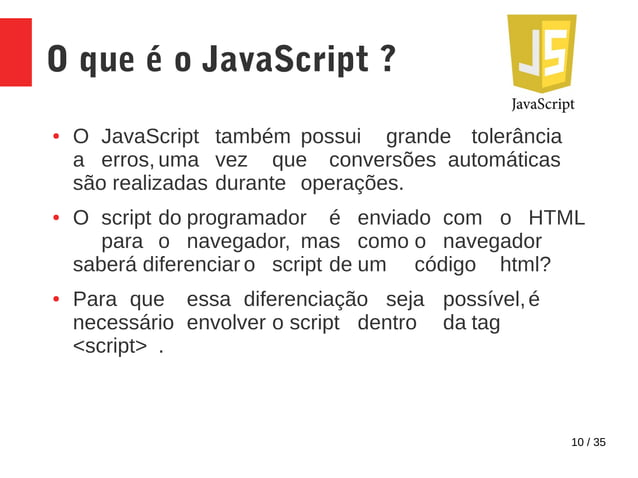 O que é o JavaScript ?
JS
JavaScript
• O JavaScript também possui grande tolerância
a erros, uma vez que conversões automáticas
são realizadas durante operações.
• O script do programador é enviado com o HTML
para o navegador, mas como o navegador
saberá diferenciar o script de um código html?
• Para que essa diferenciação seja possível, é
necessário envolver o script dentro da tag
<script> .
10 / 35